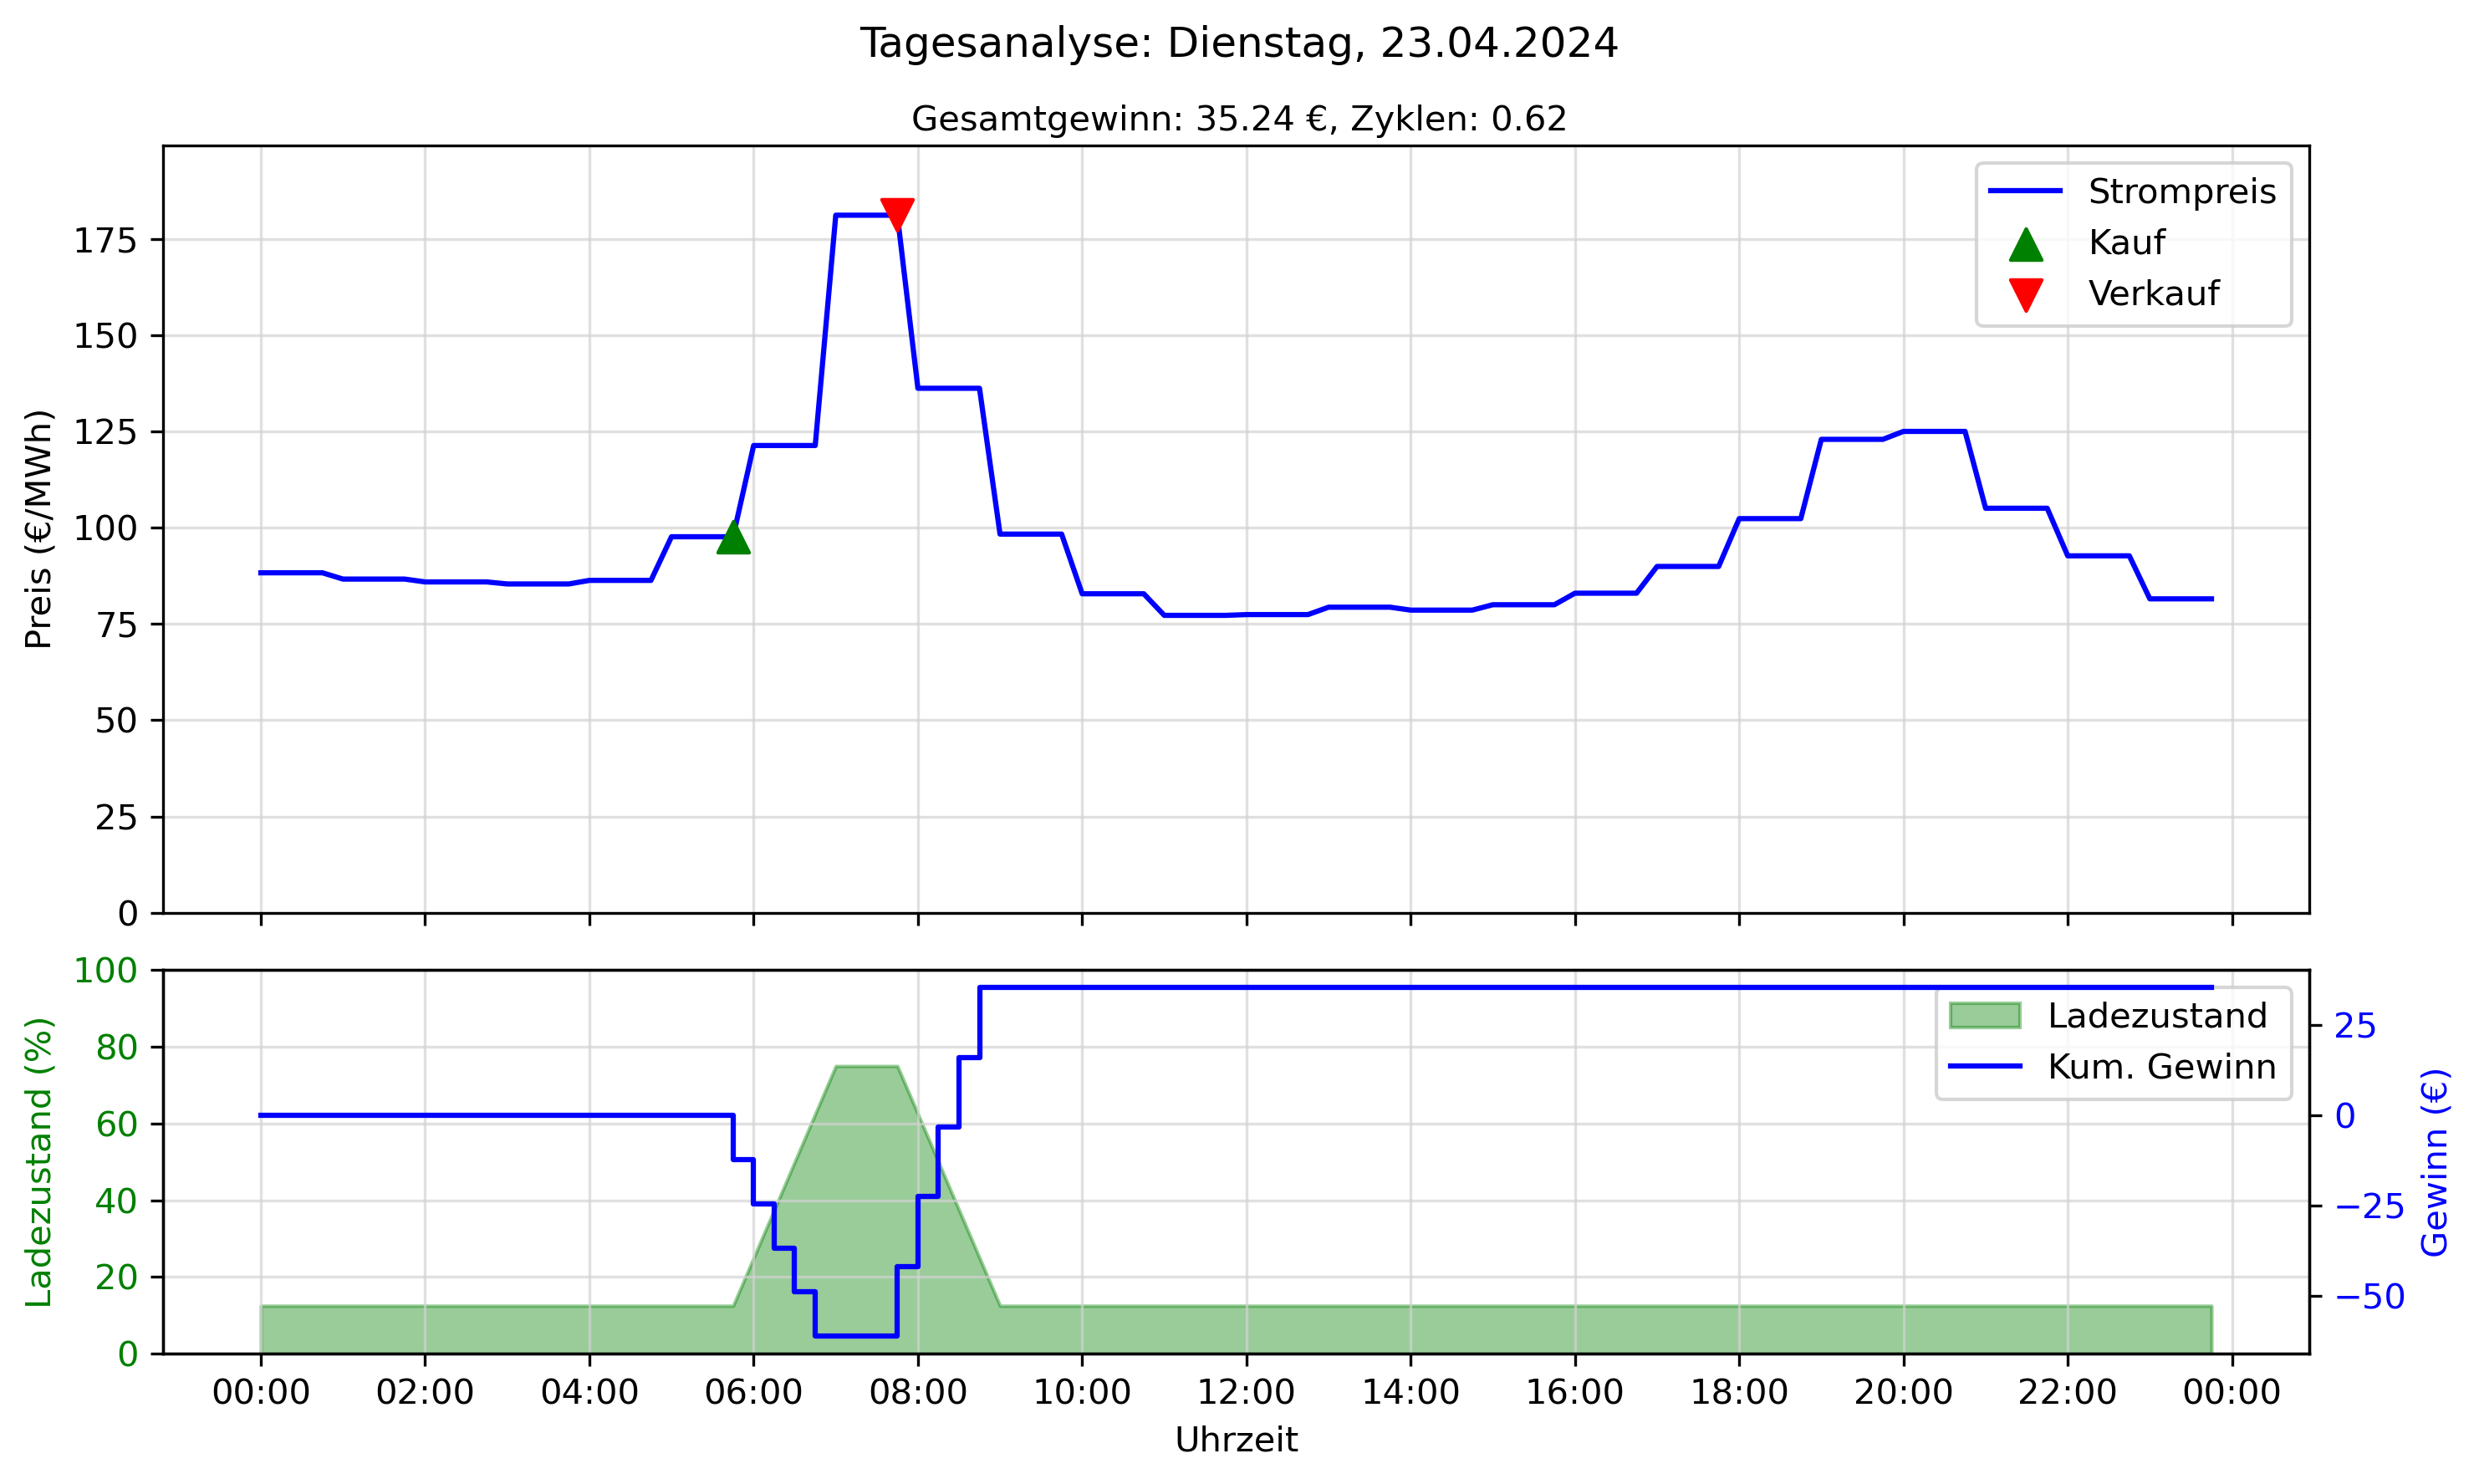 Tagesanalyse: Dienstag, 23.04.2024
Gesamtgewinn: 35.24 €, Zyklen: 0.62
Preis (€/MWh)
175
150
125
100
75
50
25
0
Strompreis
Kauf
Verkauf
Ladezustand (%)
100
80
60
40
20
0
Ladezustand
Kum. Gewinn
25
0
−25
−50
Gewinn (€)
00:00 02:00 04:00 06:00 08:00 10:00 12:00 14:00 16:00 18:00 20:00 22:00 00:00
Uhrzeit